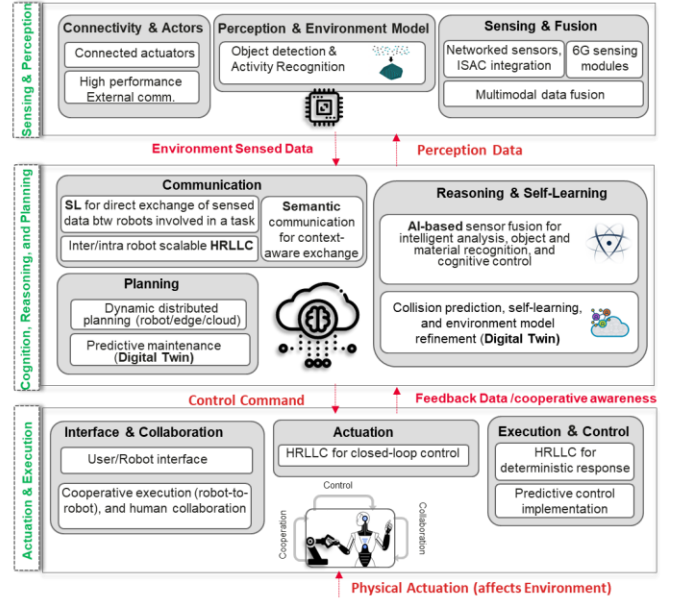 Sensing & Perception
Connectivity & Actors
Connected actuators
High performance
External comm.
Perception & Environment Model
Object detection &
Activity Recognition
Sensing & Fusion
Networked sensors,
ISAC integration
6G sensing
modules
Multimodal data fusion
Environment Sensed Data
Perception Data
Cognition, Reasoning, and Planning
Communication
SL for direct exchange of sensed
data btw robots involved in a task
Inter/intra robot scalable HRLLC
Semantic
communication
for context-
aware exchange
Planning
Dynamic distributed
planning (robot/edge/cloud)
Predictive maintenance
(Digital Twin)
Reasoning & Self-Learning
AI-based sensor fusion for
intelligent analysis, object and
material recognition, and
cognitive control
Collision prediction, self-learning,
and environment model
refinement (Digital Twin)
Control Command
Feedback Data /cooperative awareness
Actuation & Execution
Interface & Collaboration
User/Robot interface
Cooperative execution (robot-to-
robot), and human collaboration
Actuation
HRLLC for closed-loop control
Control
Cooperation
Collaboration
Execution & Control
HRLLC for
deterministic response
Predictive control
implementation
Physical Actuation (affects Environment)